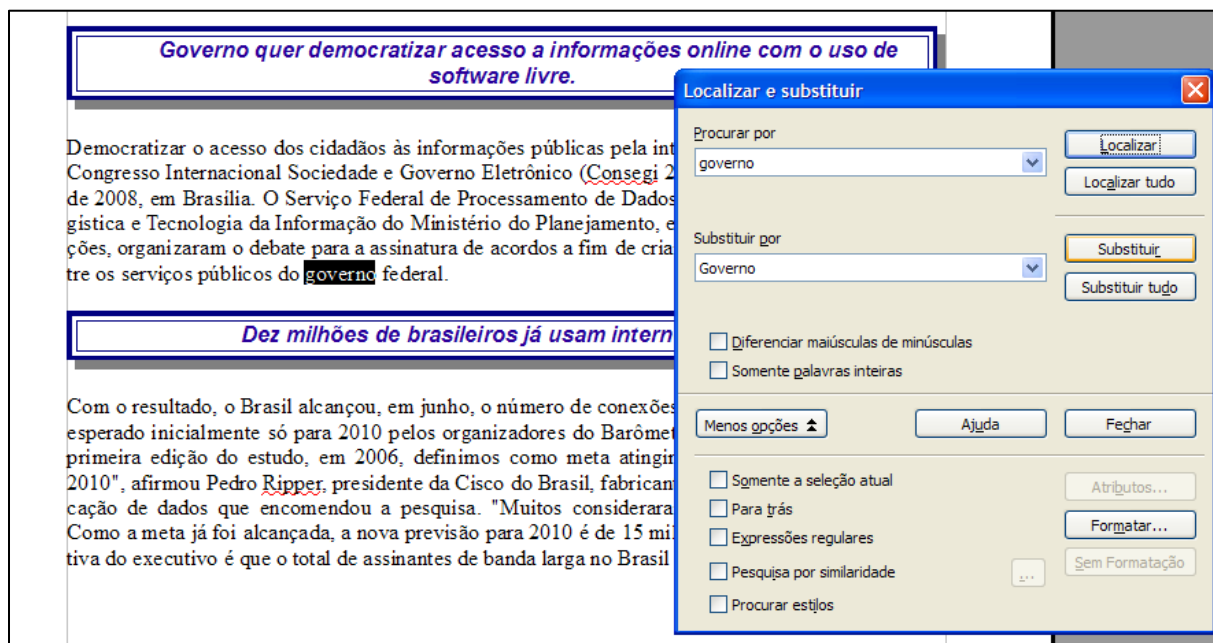 Governo quer democratizar acesso a informações online com o uso de
software livre.
Democratizar o acesso dos cidadãos às informações públicas pela int
Congresso Internacional Sociedade e Governo Eletrônico (Consegi 2
de 2008, em Brasília. O Serviço Federal de Processamento de Dados
gística e Tecnologia da Informação do Ministério do Planejamento, e
ções, organizaram o debate para a assinatura de acordos a fim de cria
tre os serviços públicos do governo federal.
Dez milhões de brasileiros já usam intern
Com o resultado, o Brasil alcançou, em junho, o número de conexões
esperado inicialmente só para 2010 pelos organizadores do Barômet
primeira edição do estudo, em 2006, definimos como meta atingir
2010", afirmou Pedro Ripper, presidente da Cisco do Brasil, fabrican
cação de dados que encomendou a pesquisa. "Muitos considerara
Como a meta já foi alcançada, a nova previsão para 2010 é de 15 mil
tiva do executivo é que o total de assinantes de banda larga no Brasil
Localizar e substituir
Procurar por
governo
Localizar
Localizar tudo
Substituir por
Governo
Substituir
Substituir tudo
Diferenciar maiúsculas de minúsculas
Somente palavras inteiras
Menos opções
Ajuda
Fechar
Somente a seleção atual
Para trás
Expressões regulares
Pesquisa por similaridade
...
Procurar estilos
Atributos...
Formatar...
Sem Formatação